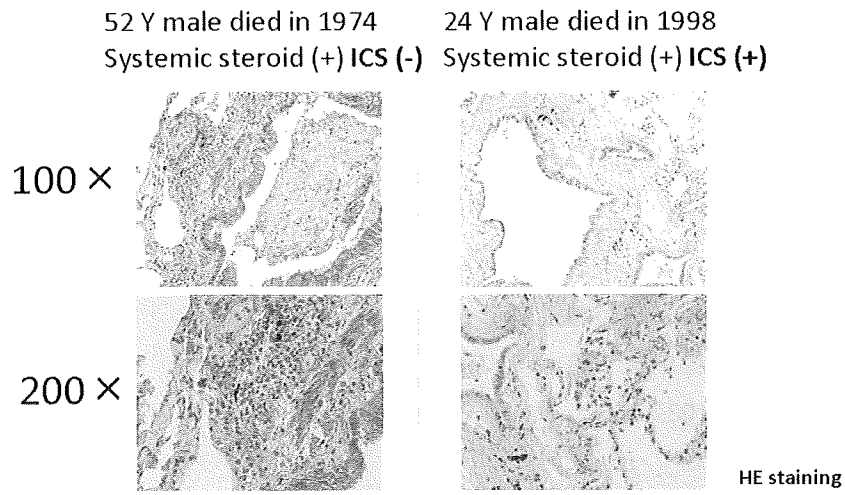 52 Y male died in 1974
Systemic steroid (+) ICS (-)
24 Y male died in 1998
Systemic steroid (+) ICS (+)
100 ×
200 ×
HE staining